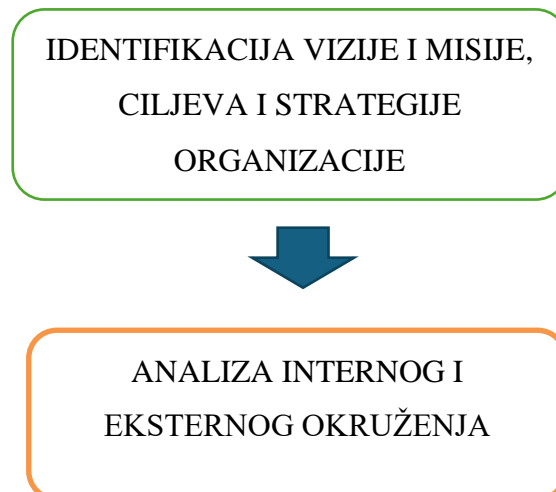 IDENTIFIKACIJA VIZIJE I MISIJE,
CILJEVA I STRATEGIJE
ORGANIZACIJE
ANALIZA INTERNOG I
EKSTERNOG OKRUŽENJA